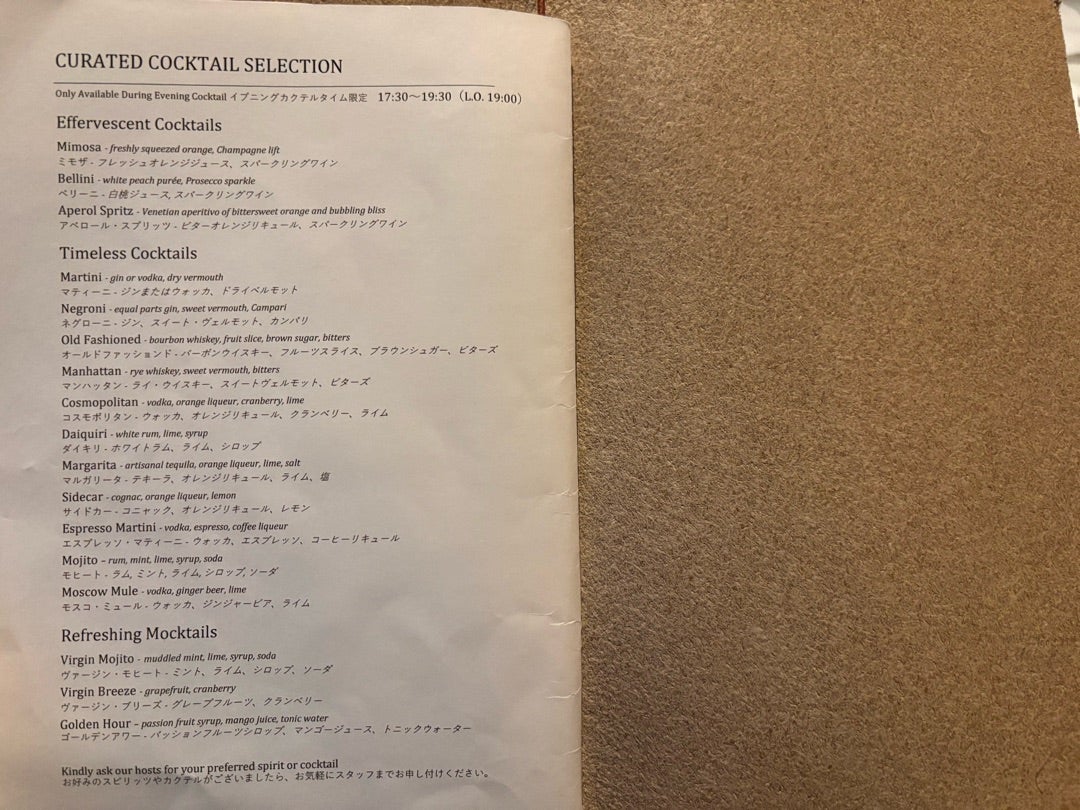 CURATED COCKTAIL SELECTION
Only Available During Evening Cocktail イブニングカクテルタイム限定 17:30～19:30（L.O. 19:00）
Effervescent Cocktails
Mimosa - freshly squeezed orange, Champagne lift
ミモザ - フレッシュオレンジジュース、スパークリングワイン
Bellini - white peach purée, Prosecco sparkle
ベリーニ - 白桃ジュース, スパークリングワイン
Aperol Spritz - Venetian aperitivo of bittersweet orange and bubbling bliss
アペロール・スプリッツ - ビターオレンジリキュール、スパークリングワイン
Timeless Cocktails
Martini - gin or vodka, dry vermouth
マティーニ - ジンまたはウォッカ、ドライベルモット
Negroni - equal parts gin, sweet vermouth, Campari
ネグローニ - ジン、スイート・ヴェルモット、カンパリ
Old Fashioned - bourbon whiskey, fruit slice, brown sugar, bitters
オールドファッションド - バーボンウイスキー、フルーツスライス、ブラウンシュガー、ビターズ
Manhattan - rye whiskey, sweet vermouth, bitters
マンハッタン - ライ・ウイスキー、スイートヴェルモット、ビターズ
Cosmopolitan - vodka, orange liqueur, cranberry, lime
コスモポリタン - ウォッカ、オレンジリキュール、クランベリー、ライム
Daiquiri - white rum, lime, syrup
ダイキリ - ホワイトラム、ライム、シロップ
Margarita - artisanal tequila, orange liqueur, lime, salt
マルガリータ - テキーラ、オレンジリキュール、ライム、塩
Sidecar - cognac, orange liqueur, lemon
サイドカー - コニャック、オレンジリキュール、レモン
Espresso Martini - vodka, espresso, coffee liqueur
エスプレッソ・マティーニ - ウォッカ、エスプレッソ、コーヒーリキュール
Mojito – rum, mint, lime, syrup, soda
モヒート - ラム, ミント, ライム, シロップ, ソーダ
Moscow Mule - vodka, ginger beer, lime
モスコ・ミュール - ウォッカ、ジンジャービア、ライム
Refreshing Mocktails
Virgin Mojito - muddled mint, lime, syrup, soda
ヴァージン・モヒート - ミント、ライム、シロップ、ソーダ
Virgin Breeze - grapefruit, cranberry
ヴァージン・ブリーズ - グレープフルーツ、クランベリー
Golden Hour – passion fruit syrup, mango juice, tonic water
ゴールデンアワー - パッションフルーツシロップ、マンゴージュース、トニックウォーター
Kindly ask our hosts for your preferred spirit or cocktail
お好みのスピリッツやカクテルがございましたら、お気軽にスタッフまでお申し付けください。